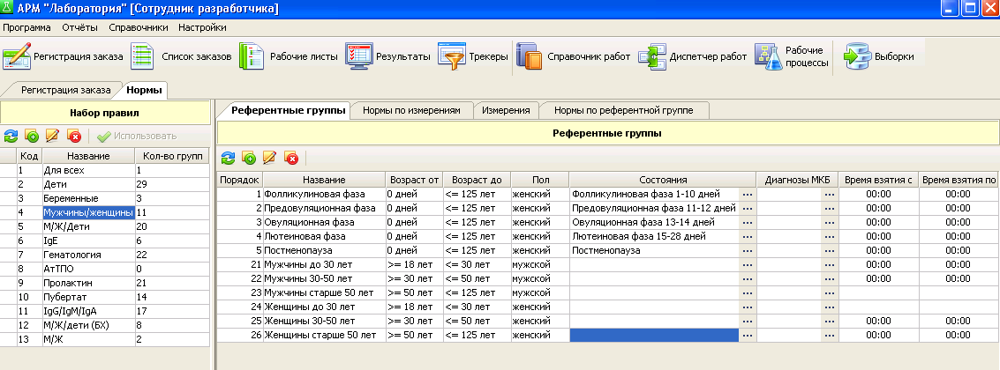 АРМ "Лаборатория" [Сотрудник разработчика]
Программа Отчёты Справочники Настройки
Регистрация заказа Список заказов Рабочие листы Результаты Трекеры Справочник работ Диспетчер работ Рабочие процессы Выборки
Регистрация заказа Нормы
Набор правил
Использовать
Код Название Кол-во групп
1 Для всех 1
2 Дети 29
3 Беременные 3
4 Мужчины/женщины 11
5 М/Ж/Дети 20
6 IgE 6
7 Гематология 22
8 АтТПО 0
9 Пролактин 21
10 Пубертат 14
11 IgG/IgM/IgA 17
12 М/Ж/дети (БХ) 8
13 М/Ж 2
Референтные группы Нормы по измерениям Измерения Нормы по референтной группе
Референтные группы
Порядок Название Возраст от Возраст до Пол Состояния Диагнозы МКБ Время взятия с Время взятия по
1 Фолликулиновая фаза 0 дней <= 125 лет женский Фолликулиновая фаза 1-10 дней ... ... 00:00 00:00
2 Предовуляционная фаза 0 дней <= 125 лет женский Предовуляционная фаза 11-12 дней ... ... 00:00 00:00
3 Овуляционная фаза 0 дней <= 125 лет женский Овуляционная фаза 13-14 дней ... ... 00:00 00:00
4 Лютеиновая фаза 0 дней <= 125 лет женский Лютеиновая фаза 15-28 дней ... ... 00:00 00:00
5 Постменопауза 0 дней <= 125 лет женский Постменопауза ... ... 00:00 00:00
21 Мужчины до 30 лет >= 18 лет <= 30 лет мужской ... ... 00:00 00:00
22 Мужчины 30-50 лет >= 30 лет <= 50 лет мужской ... ... 00:00 00:00
23 Мужчины старше 50 лет >= 50 лет <= 125 лет мужской ... ...
24 Женщины до 30 лет >= 18 лет <= 30 лет женский ... ...
25 Женщины 30-50 лет >= 30 лет <= 50 лет женский ... ... 00:00 00:00
26 Женщины старше 50 лет >= 50 лет <= 125 лет женский ... ... 00:00 00:00